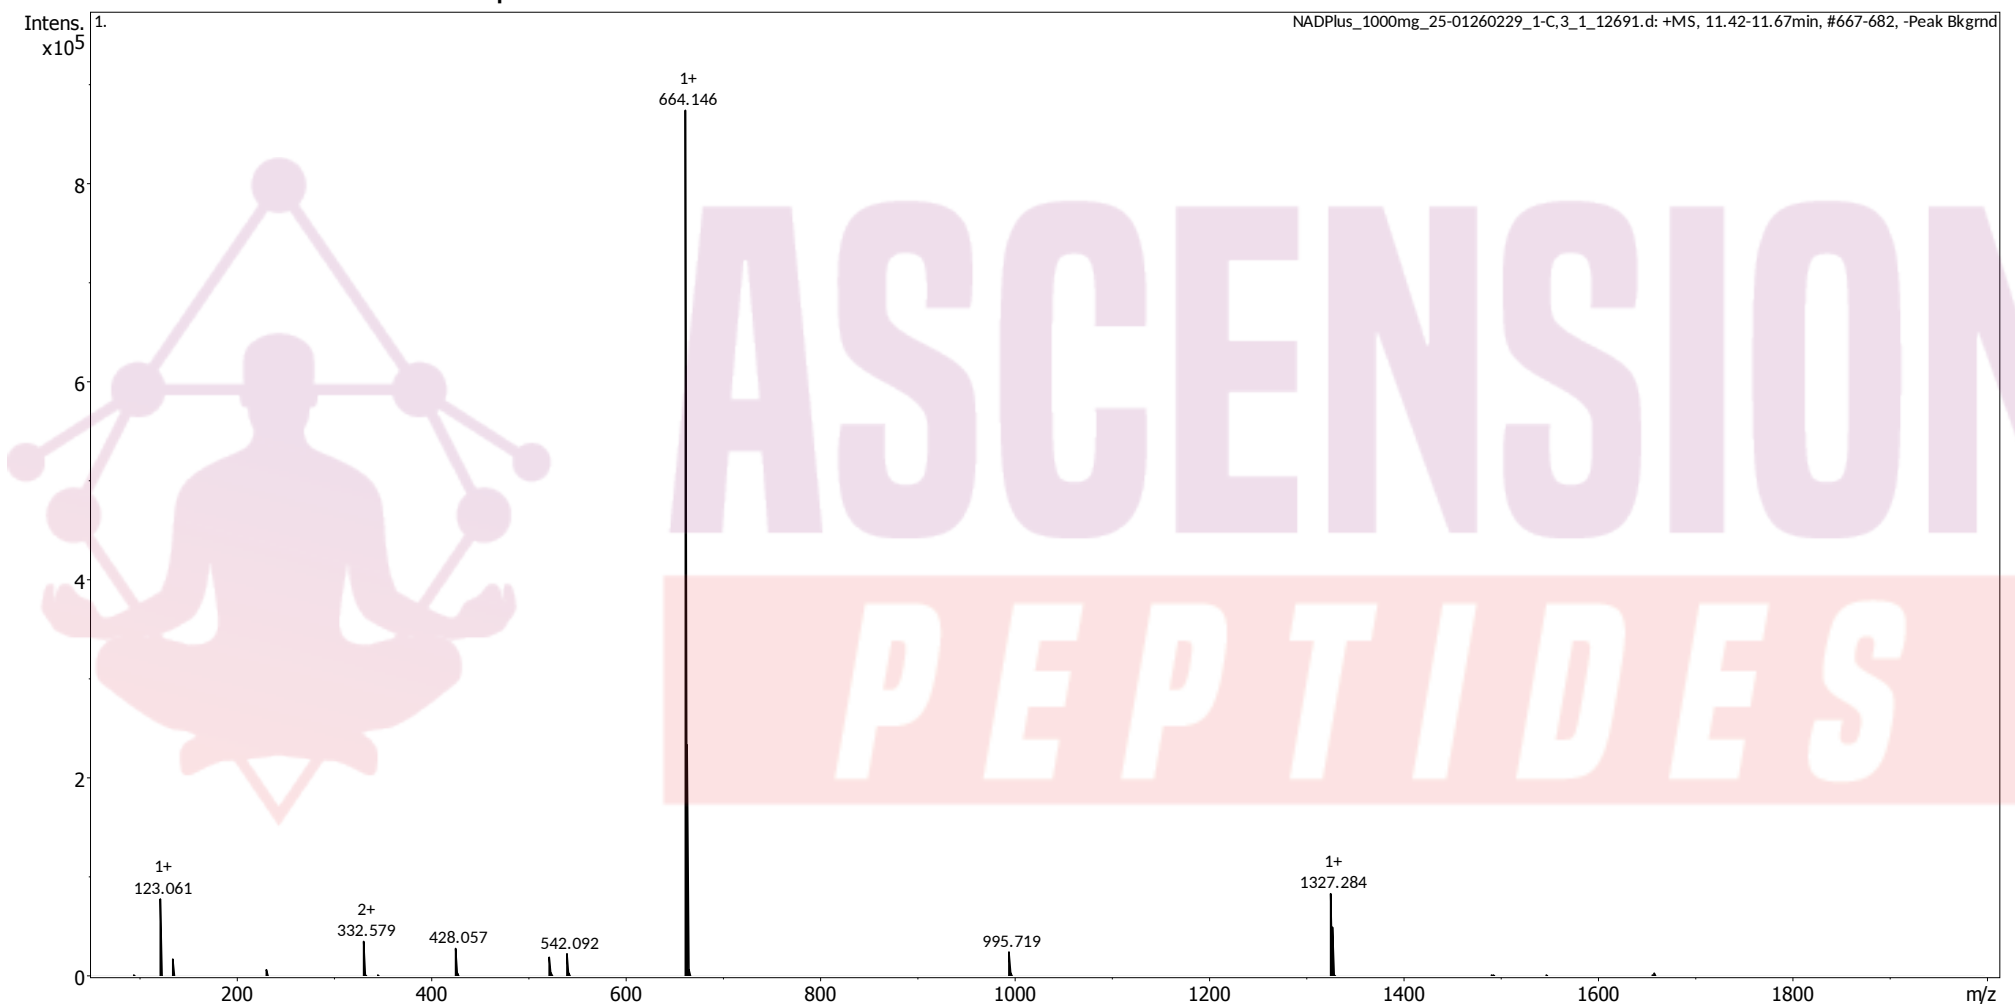 Intens.
x10^5
1.
NADPlus_1000mg_25-01260229_1-C,3_1_12691.d: +MS, 11.42-11.67min, #667-682, -Peak Bkgrnd
1+
664.146
8
6
4
2
0
1+
123.061
2+
332.579
428.057
542.092
995.719
1+
1327.284
200 400 600 800 1000 1200 1400 1600 1800 m/z
ASCENSION
PEPTIDES